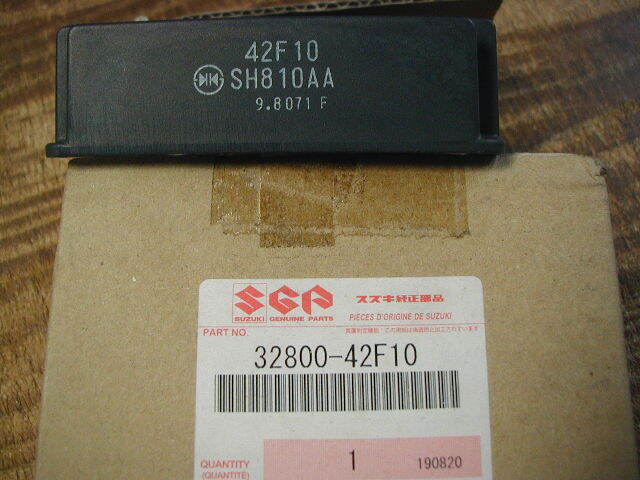 42F10
SH810AA
9.8071 F
SGP
SUZUKI GENUINE PARTS
スズキ純正部品
PIECES D'ORIGINE DE SUZUKI
PART NO.
32800-42F10
QUANTITY
(QUANTITÉ)
1
190820